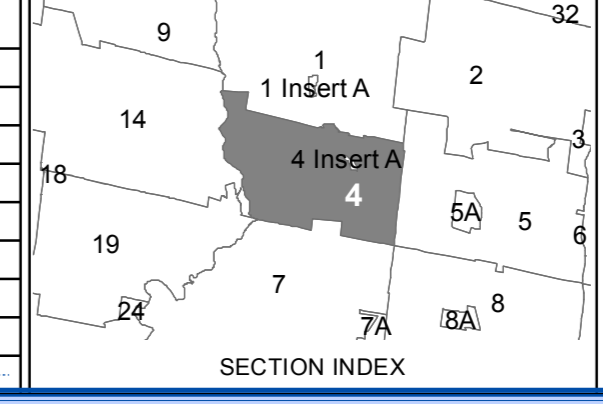 32
9
1
2
1 Insert A
14
3
4 Insert A
18
4
5A
5
6
19
7
8
24
7A
8A
SECTION INDEX